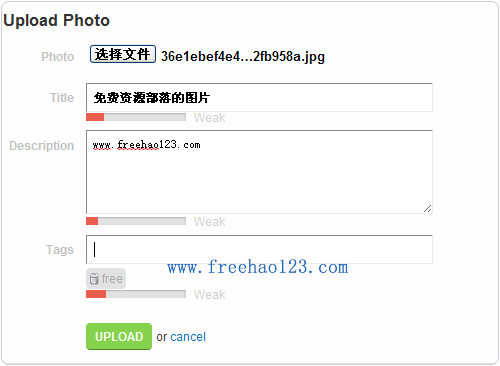 Upload Photo
Photo 选择文件 36e1ebef4e4...2fb958a.jpg
Title 免费资源部落的图片
Weak
Description www.freehao123.com
Weak
Tags
www.freehao123.com
free
Weak
UPLOAD or cancel